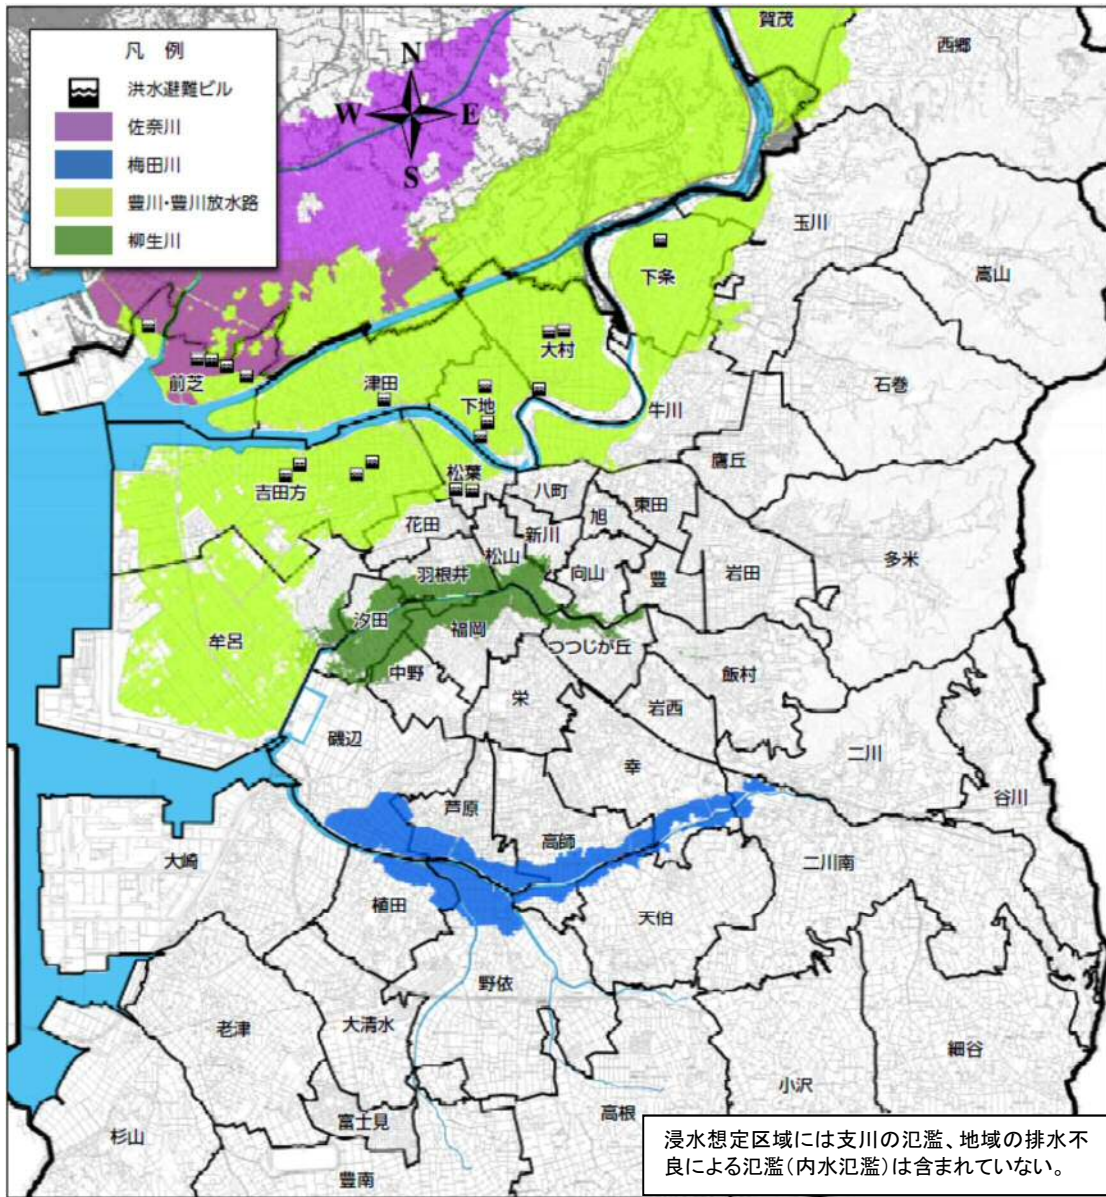 凡 例
洪水避難ビル
佐奈川
梅田川
豊川・豊川放水路
柳生川
N
W E
S
賀茂
西郷
玉川
嵩山
下条
大村
石巻
前芝
津田
下地
牛川
鷹丘
吉田方
松葉
八町
東田
旭
花田
新川
松山
羽根井
向山
豊
岩田
多米
汐田
福岡
牟呂
つつじが丘
中野
飯村
栄
岩西
磯辺
幸
二川
谷川
芦原
高師
大崎
二川南
植田
天伯
野依
老津
大清水
細谷
小沢
高根
富士見
杉山
豊南
浸水想定区域には支川の氾濫、地域の排水不
良による氾濫(内水氾濫)は含まれていない。